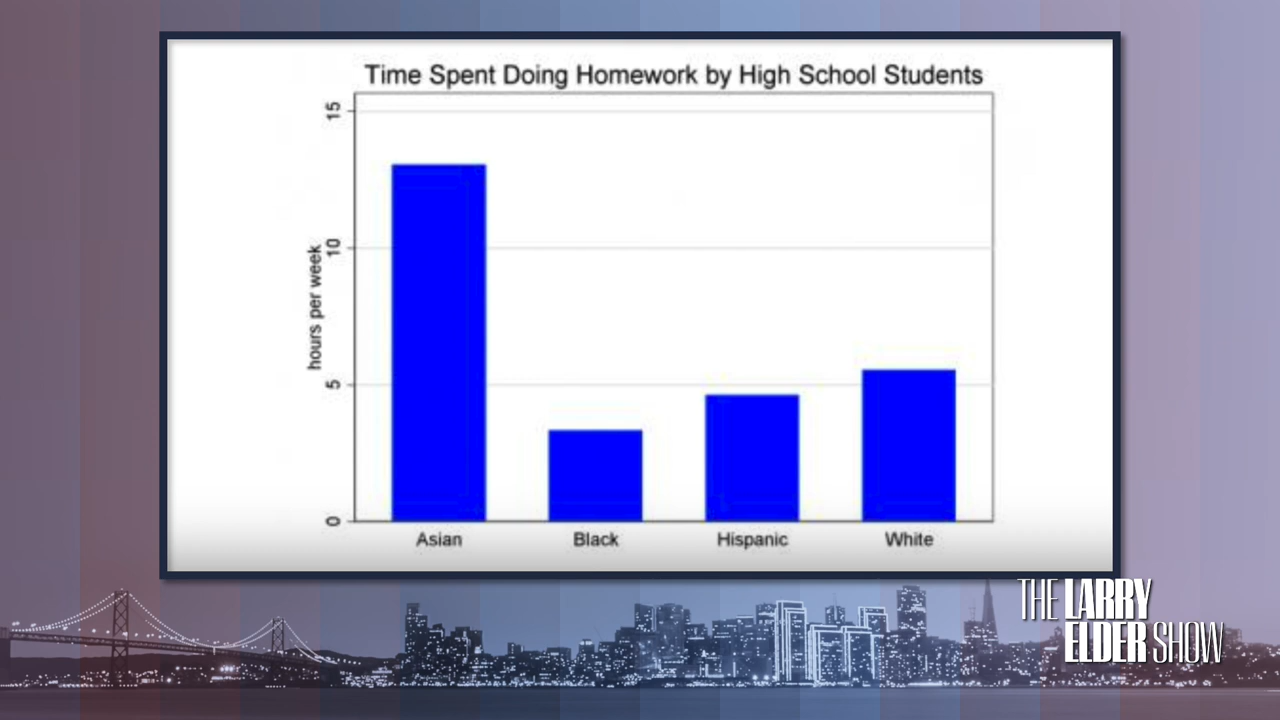 Time Spent Doing Homework by High School Students
hours per week
15
10
5
0
Asian Black Hispanic White
THE LARRY
ELDER SHOW